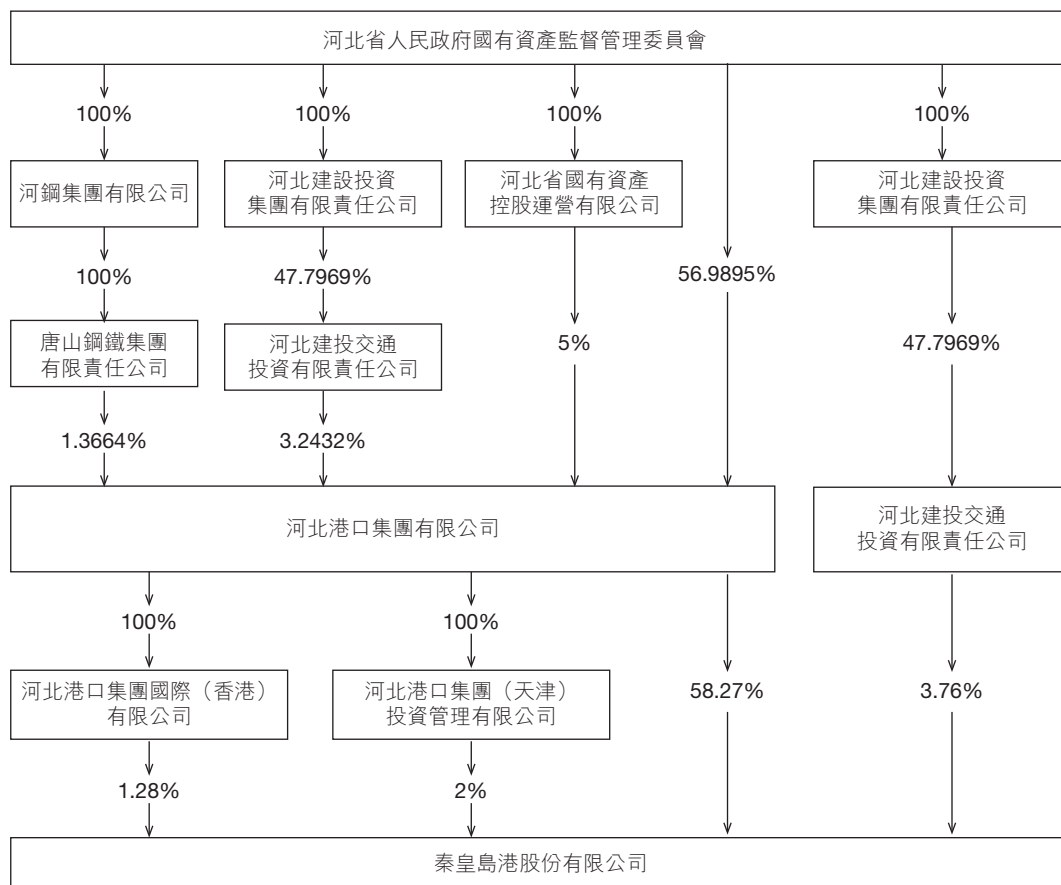 河北省人民政府國有資產監督管理委員會
100%
100%
100%
100%
河鋼集團有限公司
河北建設投資
集團有限責任公司
河北省國有資產
控股運營有限公司
河北建設投資
集團有限責任公司
100%
47.7969%
56.9895%
唐山鋼鐵集團
有限責任公司
河北建投交通
投資有限責任公司
5%
47.7969%
1.3664%
3.2432%
河北港口集團有限公司
河北建投交通
投資有限責任公司
100%
100%
河北港口集團國際（香港）
有限公司
河北港口集團（天津）
投資管理有限公司
58.27%
3.76%
1.28%
2%
秦皇島港股份有限公司